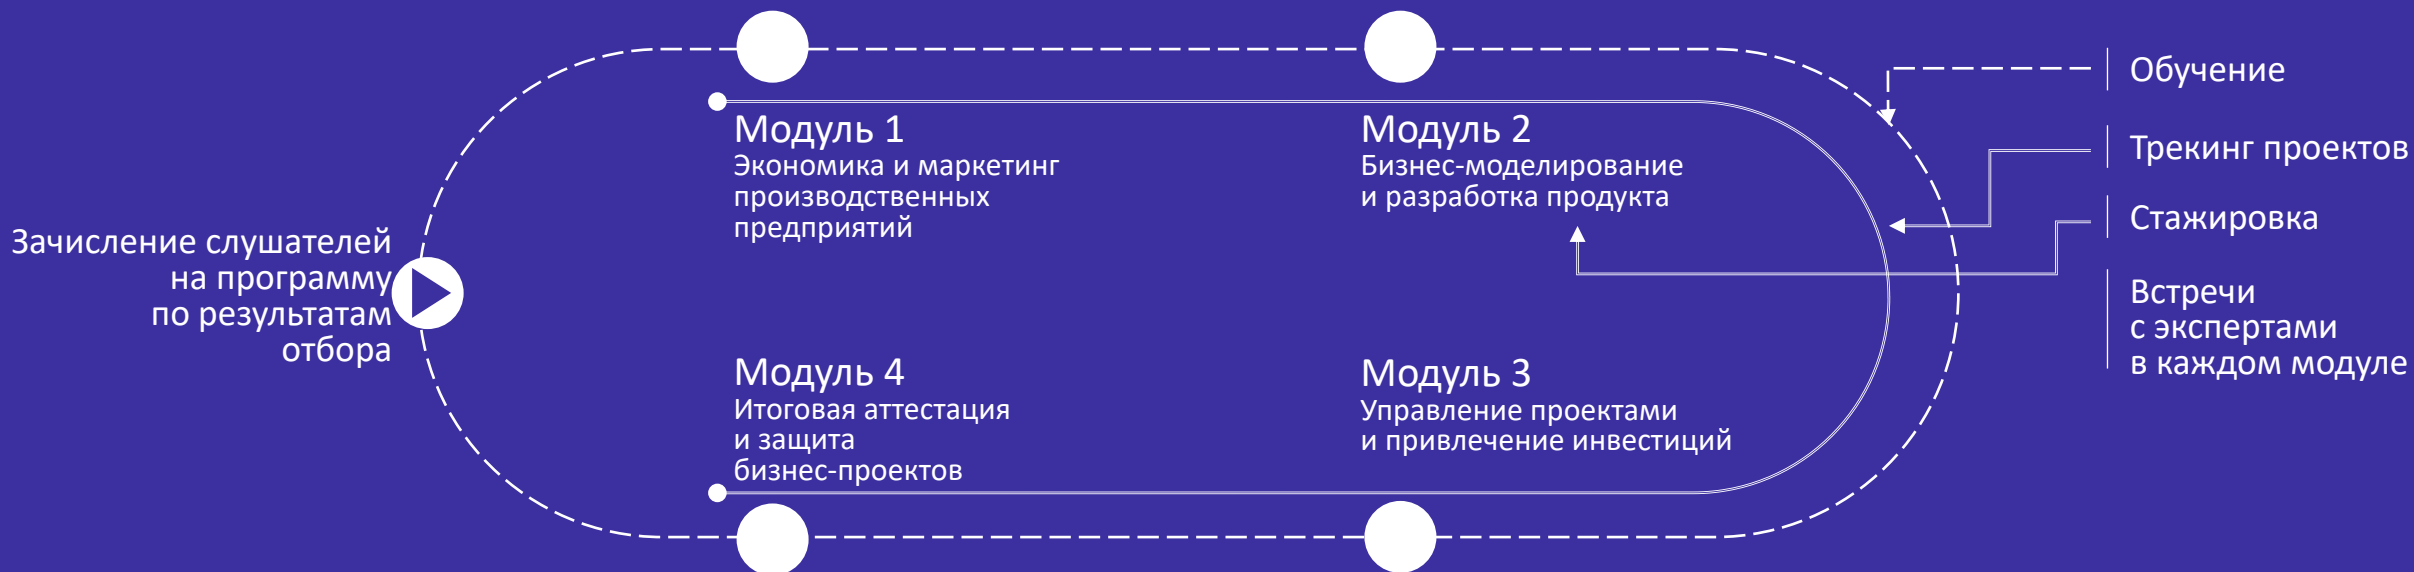 Зачисление слушателей
на программу
по результатам
отбора
Модуль 1
Экономика и маркетинг
производственных
предприятий
Модуль 2
Бизнес-моделирование
и разработка продукта
Модуль 4
Итоговая аттестация
и защита
бизнес-проектов
Модуль 3
Управление проектами
и привлечение инвестиций
Обучение
Трекинг проектов
Стажировка
Встречи
с экспертами
в каждом модуле